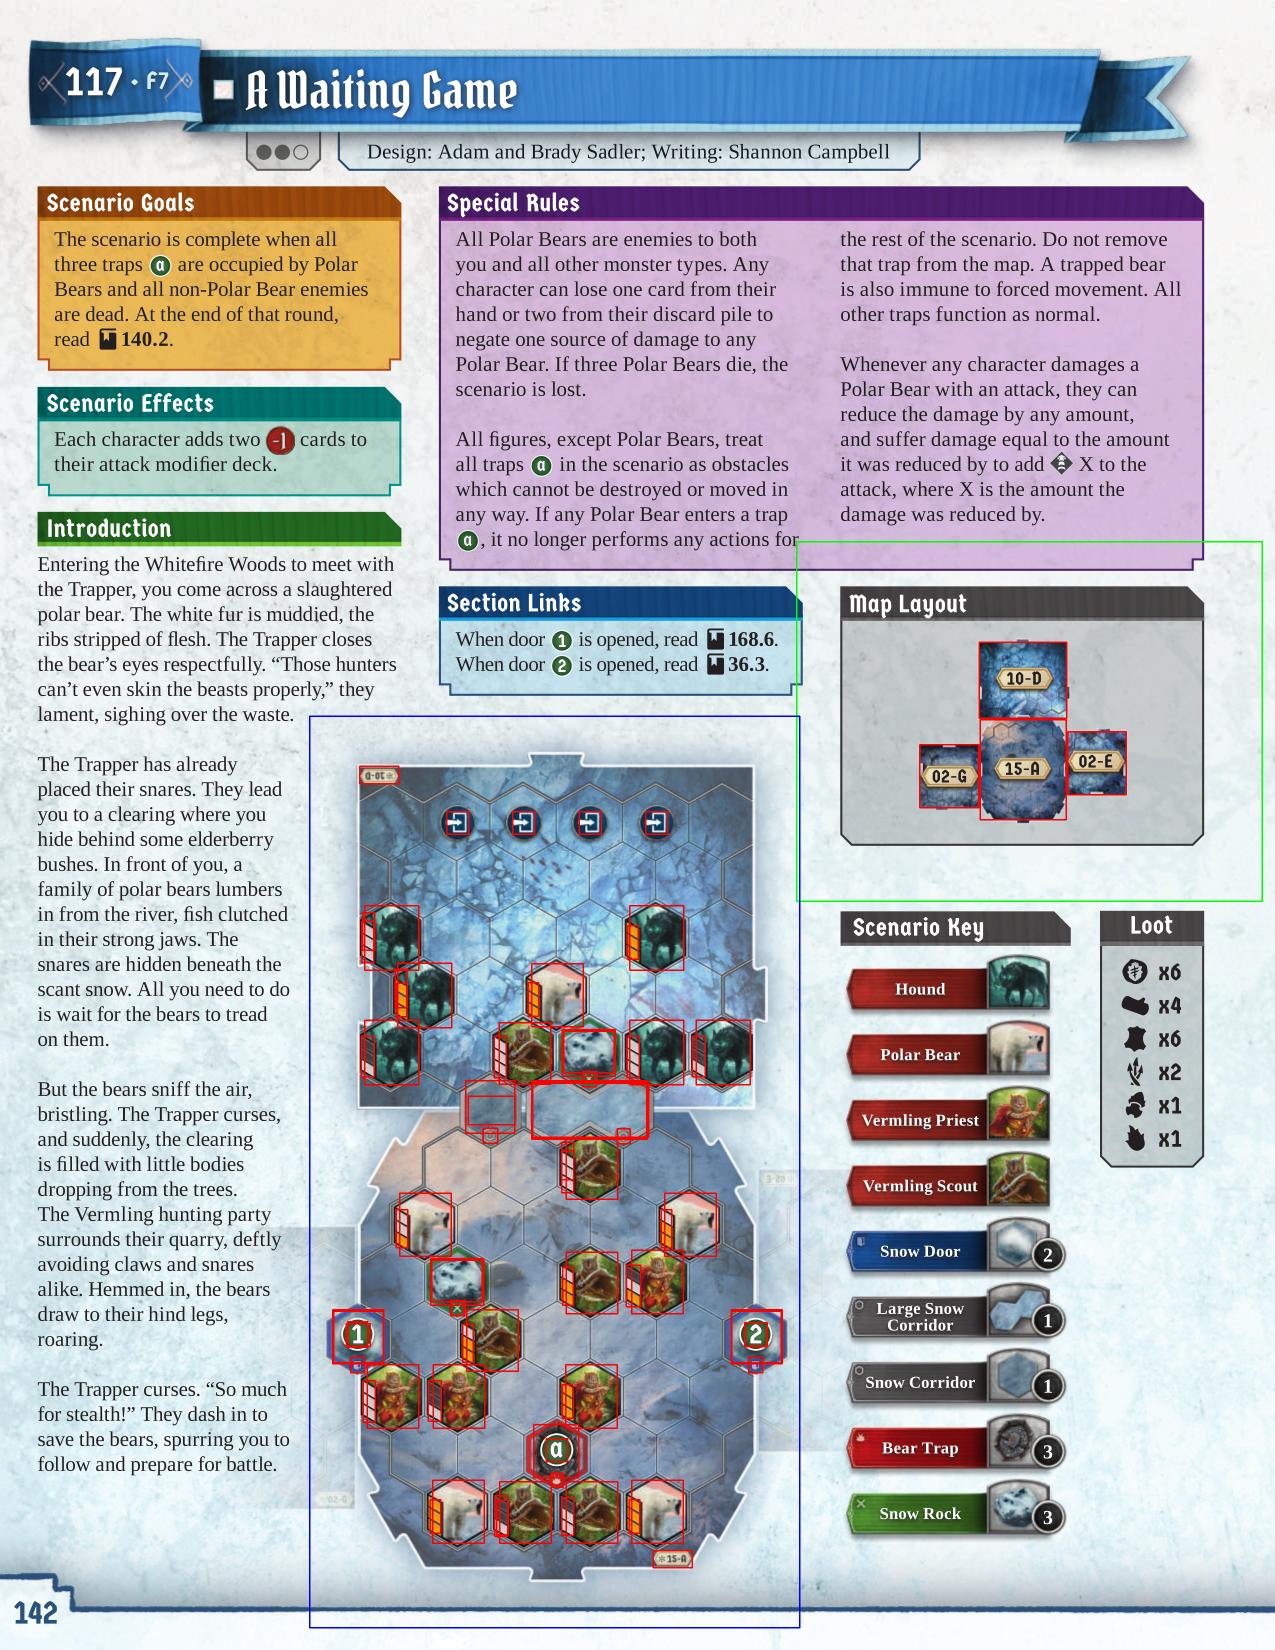 117 · F7
A Waiting Game
Design: Adam and Brady Sadler; Writing: Shannon Campbell
Scenario Goals
The scenario is complete when all
three traps a are occupied by Polar
Bears and all non-Polar Bear enemies
are dead. At the end of that round,
read 140.2.
Scenario Effects
Each character adds two -1 cards to
their attack modifier deck.
Introduction
Entering the Whitefire Woods to meet with
the Trapper, you come across a slaughtered
polar bear. The white fur is muddied, the
ribs stripped of flesh. The Trapper closes
the bear’s eyes respectfully. “Those hunters
can’t even skin the beasts properly,” they
lament, sighing over the waste.
The Trapper has already
placed their snares. They lead
you to a clearing where you
hide behind some elderberry
bushes. In front of you, a
family of polar bears lumbers
in from the river, fish clutched
in their strong jaws. The
snares are hidden beneath the
scant snow. All you need to do
is wait for the bears to tread
on them.
But the bears sniff the air,
bristling. The Trapper curses,
and suddenly, the clearing
is filled with little bodies
dropping from the trees.
The Vermling hunting party
surrounds their quarry, deftly
avoiding claws and snares
alike. Hemmed in, the bears
draw to their hind legs,
roaring.
The Trapper curses. “So much
for stealth!” They dash in to
save the bears, spurring you to
follow and prepare for battle.
Special Rules
All Polar Bears are enemies to both
you and all other monster types. Any
character can lose one card from their
hand or two from their discard pile to
negate one source of damage to any
Polar Bear. If three Polar Bears die, the
scenario is lost.
All figures, except Polar Bears, treat
all traps a in the scenario as obstacles
which cannot be destroyed or moved in
any way. If any Polar Bear enters a trap
a, it no longer performs any actions for
the rest of the scenario. Do not remove
that trap from the map. A trapped bear
is also immune to forced movement. All
other traps function as normal.
Whenever any character damages a
Polar Bear with an attack, they can
reduce the damage by any amount,
and suffer damage equal to the amount
it was reduced by to add X to the
attack, where X is the amount the
damage was reduced by.
Section Links
When door 1 is opened, read 168.6.
When door 2 is opened, read 36.3.
Map Layout
10-D
02-G
15-A
02-E
10-D
02-E
1
2
a
02-G
15-A
Scenario Key
Hound
Polar Bear
Vermling Priest
Vermling Scout
Snow Door
2
Large Snow
Corridor
1
Snow Corridor
1
Bear Trap
3
Snow Rock
3
Loot
x6
x4
x6
x2
x1
x1
142